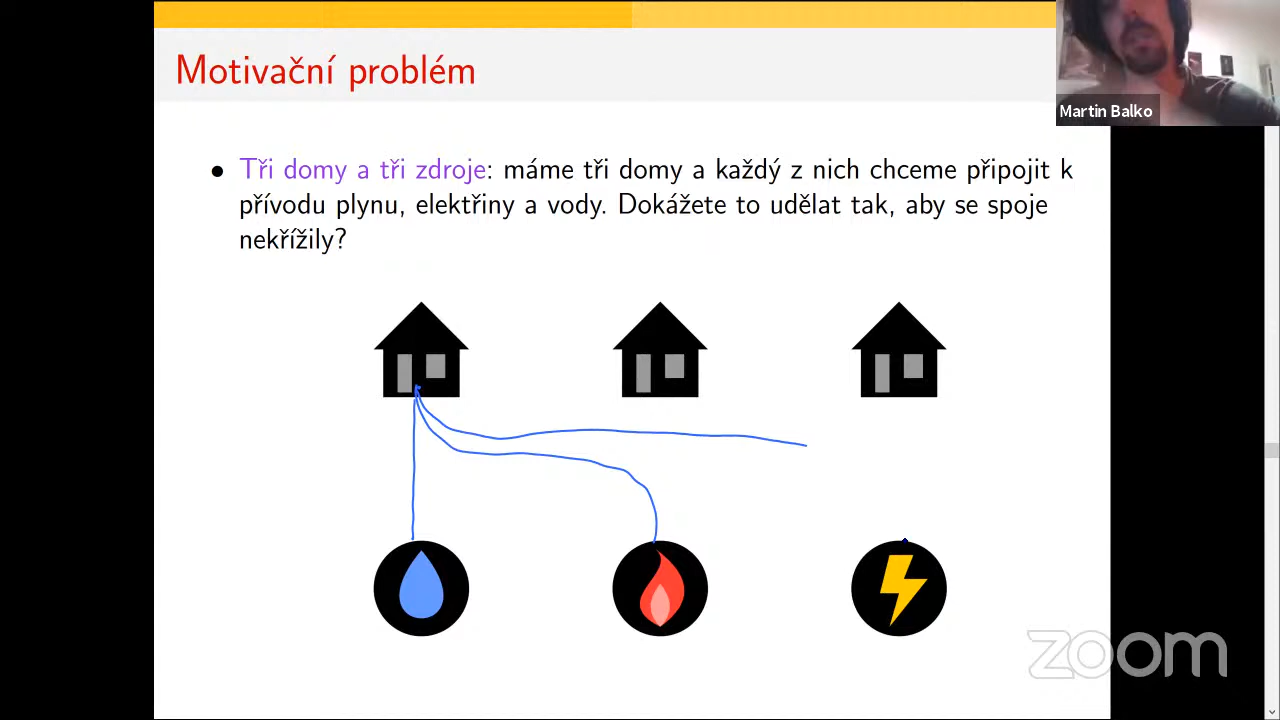 Motivační problém
Martin Balko
• Tři domy a tři zdroje: máme tři domy a každý z nich chceme připojit k
přívodu plynu, elektřiny a vody. Dokážete to udělat tak, aby se spoje
nekřížily?
zoom